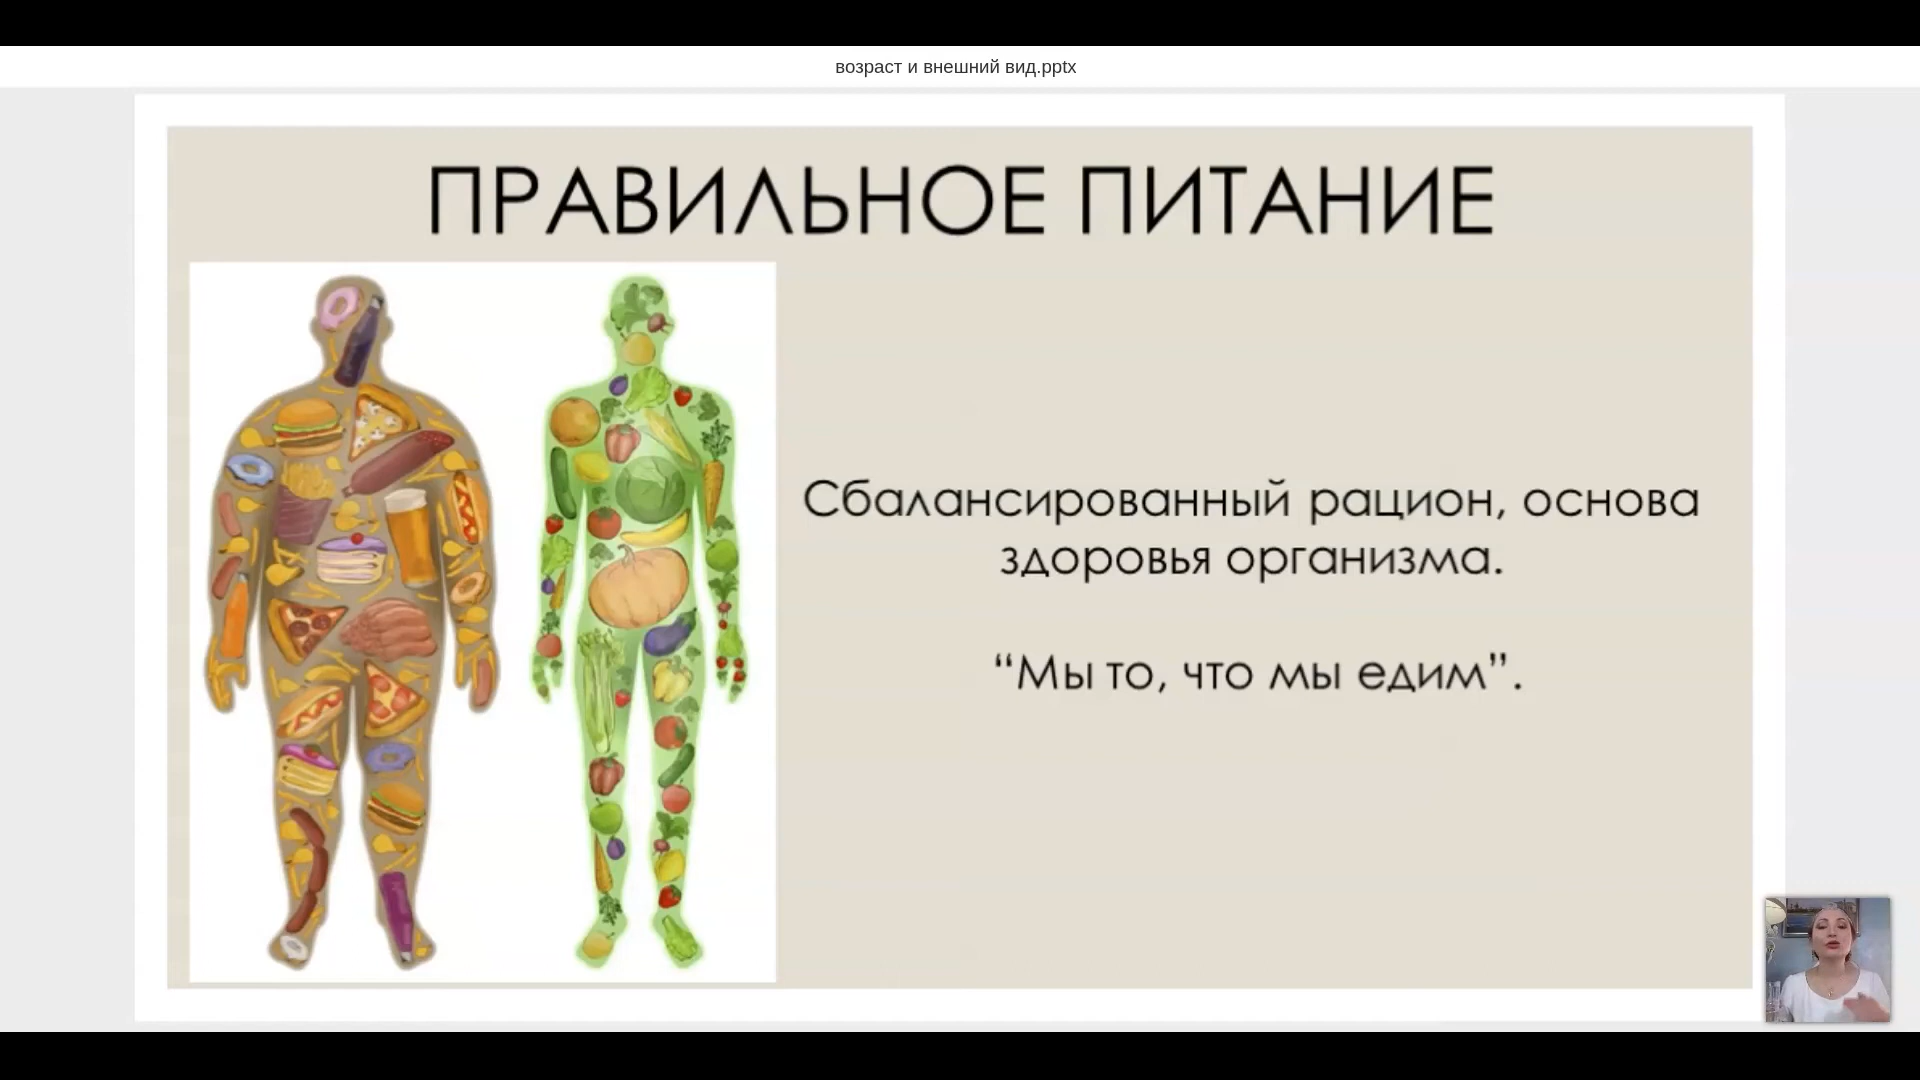 возраст и внешний вид.pptx
ПРАВИЛЬНОЕ ПИТАНИЕ
Сбалансированный рацион, основа
здоровья организма.
“Мы то, что мы едим”.